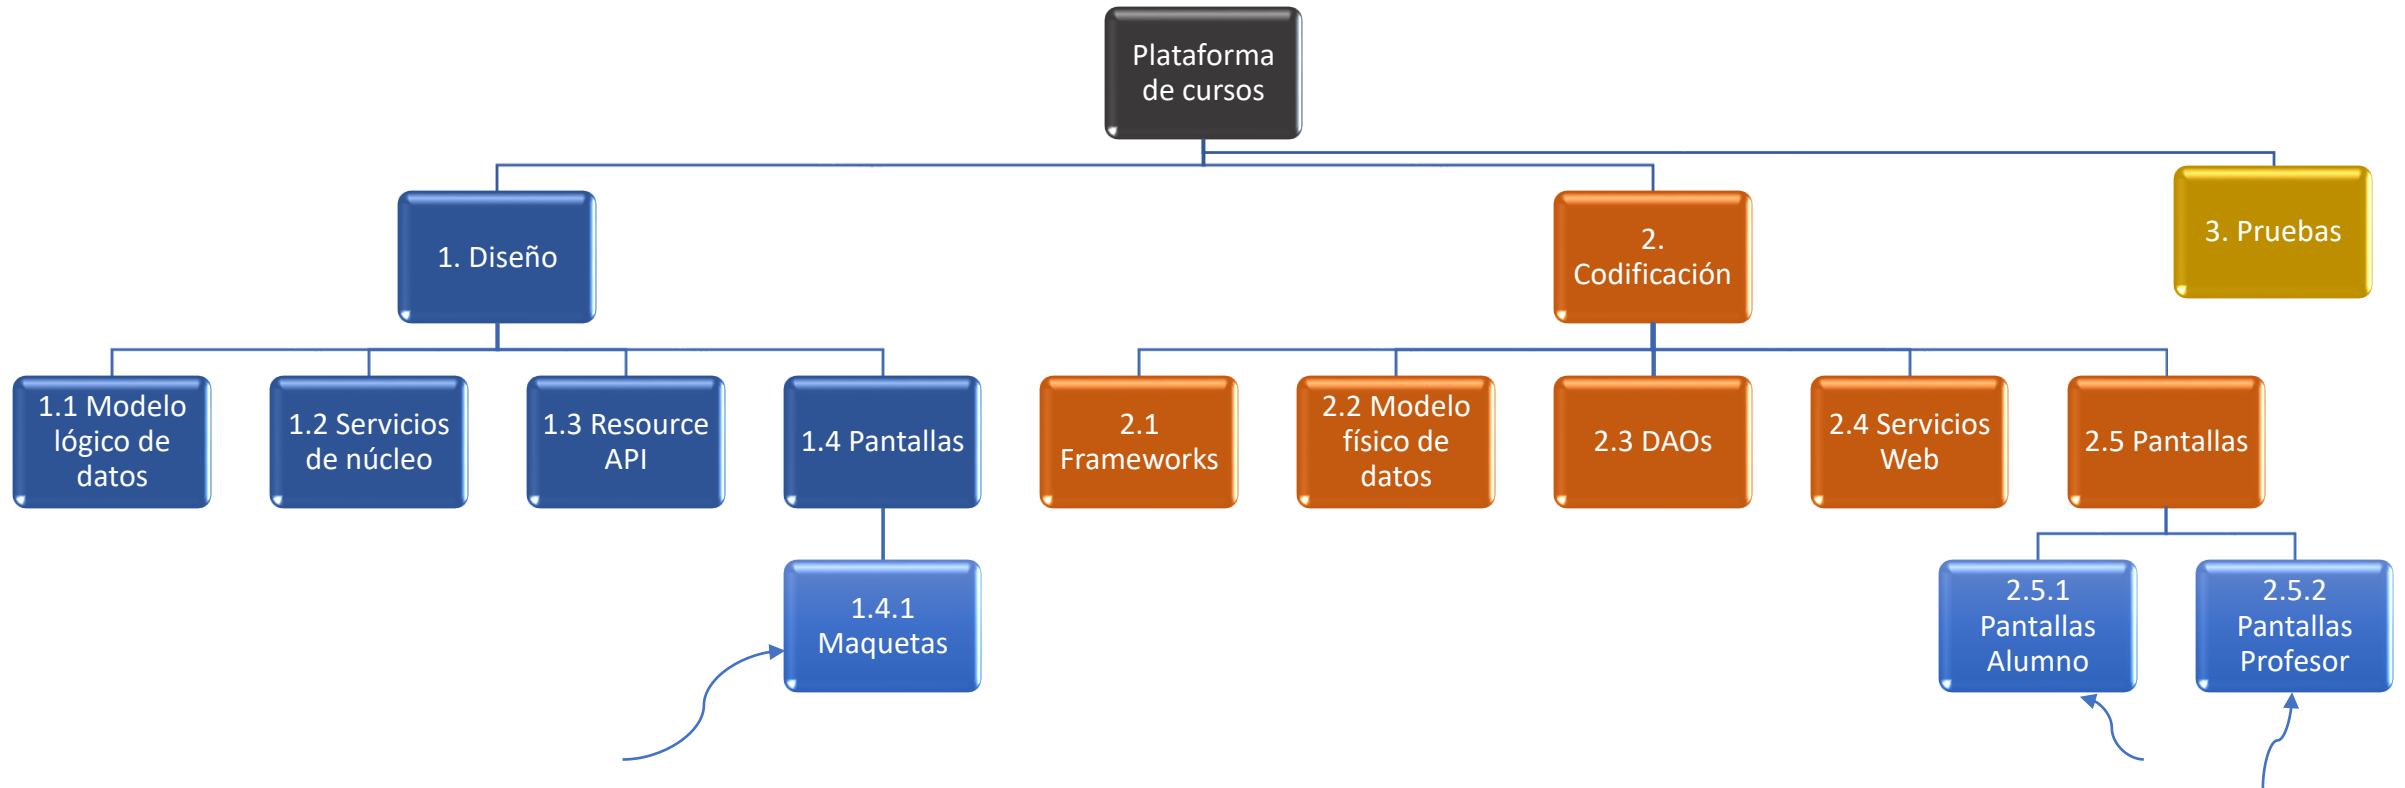 Plataforma
de cursos
1. Diseño
2.
Codificación
3. Pruebas
1.1 Modelo
lógico de
datos
1.2 Servicios
de núcleo
1.3 Resource
API
1.4 Pantallas
2.1
Frameworks
2.2 Modelo
físico de
datos
2.3 DAOs
2.4 Servicios
Web
2.5 Pantallas
1.4.1
Maquetas
2.5.1
Pantallas
Alumno
2.5.2
Pantallas
Profesor